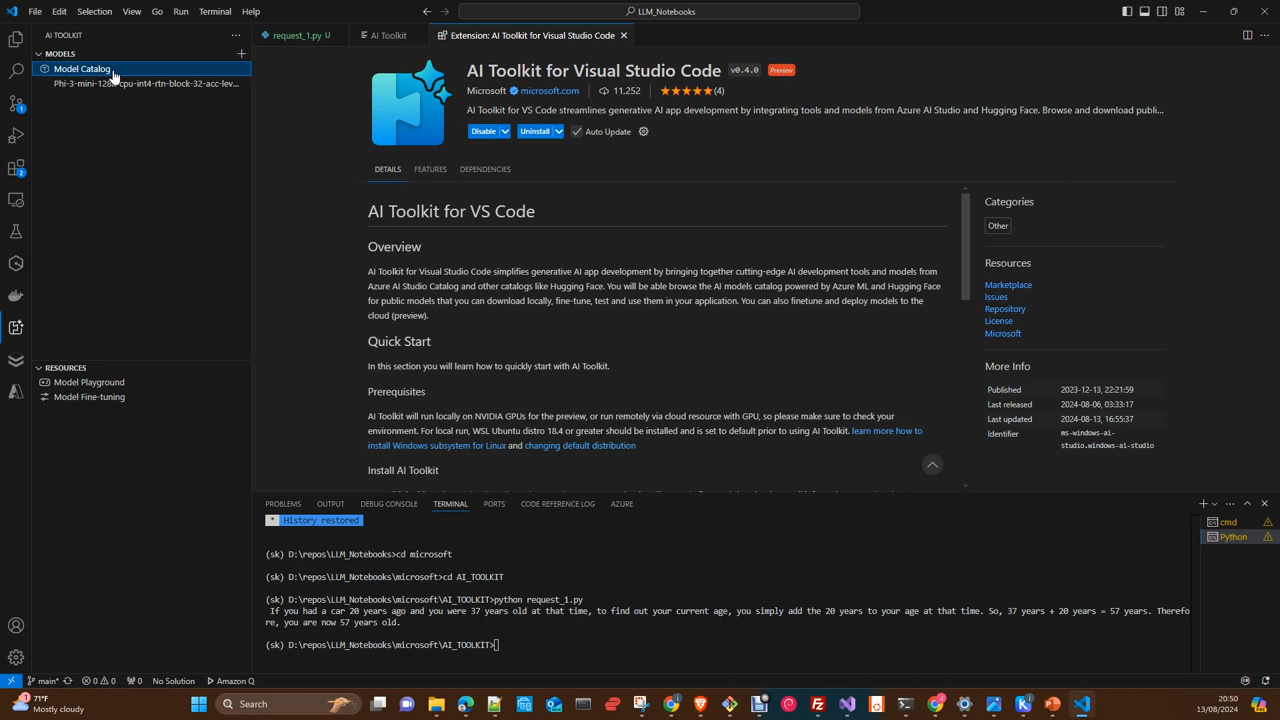 File Edit Selection View Go Run Terminal Help
LLM_Notebooks
AI TOOLKIT
MODELS
Model Catalog
Phi-3-mini-128k-cpu-int4-rtn-block-32-acc-lev...
RESOURCES
Model Playground
Model Fine-tuning
request_1.py U
AI Toolkit
Extension: AI Toolkit for Visual Studio Code
AI Toolkit for Visual Studio Code v0.4.0 Preview
Microsoft microsoft.com 11,252 (4)
AI Toolkit for VS Code streamlines generative AI app development by integrating tools and models from Azure AI Studio and Hugging Face. Browse and download publi...
Disable Uninstall Auto Update
DETAILS FEATURES DEPENDENCIES
AI Toolkit for VS Code
Overview
AI Toolkit for Visual Studio Code simplifies generative AI app development by bringing together cutting-edge AI development tools and models from
Azure AI Studio Catalog and other catalogs like Hugging Face. You will be able browse the AI models catalog powered by Azure ML and Hugging Face
for public models that you can download locally, fine-tune, test and use them in your application. You can also finetune and deploy models to the
cloud (preview).
Quick Start
In this section you will learn how to quickly start with AI Toolkit.
Prerequisites
AI Toolkit will run locally on NVIDIA GPUs for the preview, or run remotely via cloud resource with GPU, so please make sure to check your
environment. For local run, WSL Ubuntu distro 18.4 or greater should be installed and is set to default prior to using AI Toolkit. learn more how to
install Windows subsystem for Linux and changing default distribution
Install AI Toolkit
Categories
Other
Resources
Marketplace
Issues
Repository
License
Microsoft
More Info
Published 2023-12-13, 22:21:59
Last released 2024-08-06, 03:33:17
Last updated 2024-08-13, 16:55:37
Identifier ms-windows-ai-
studio.windows-ai-studio
PROBLEMS OUTPUT DEBUG CONSOLE TERMINAL PORTS CODE REFERENCE LOG AZURE
* History restored
(sk) D:\repos\LLM_Notebooks>cd microsoft
(sk) D:\repos\LLM_Notebooks\microsoft>cd AI_TOOLKIT
(sk) D:\repos\LLM_Notebooks\microsoft\AI_TOOLKIT>python request_1.py
If you had a car 20 years ago and you were 37 years old at that time, to find out your current age, you simply add the 20 years to your age at that time. So, 37 years + 20 years = 57 years. Therefo
re, you are now 57 years old.
(sk) D:\repos\LLM_Notebooks\microsoft\AI_TOOLKIT>
cmd
Python
main* 0 0 0 No Solution Amazon Q
71°F
Mostly cloudy
Search
20:50
13/08/2024